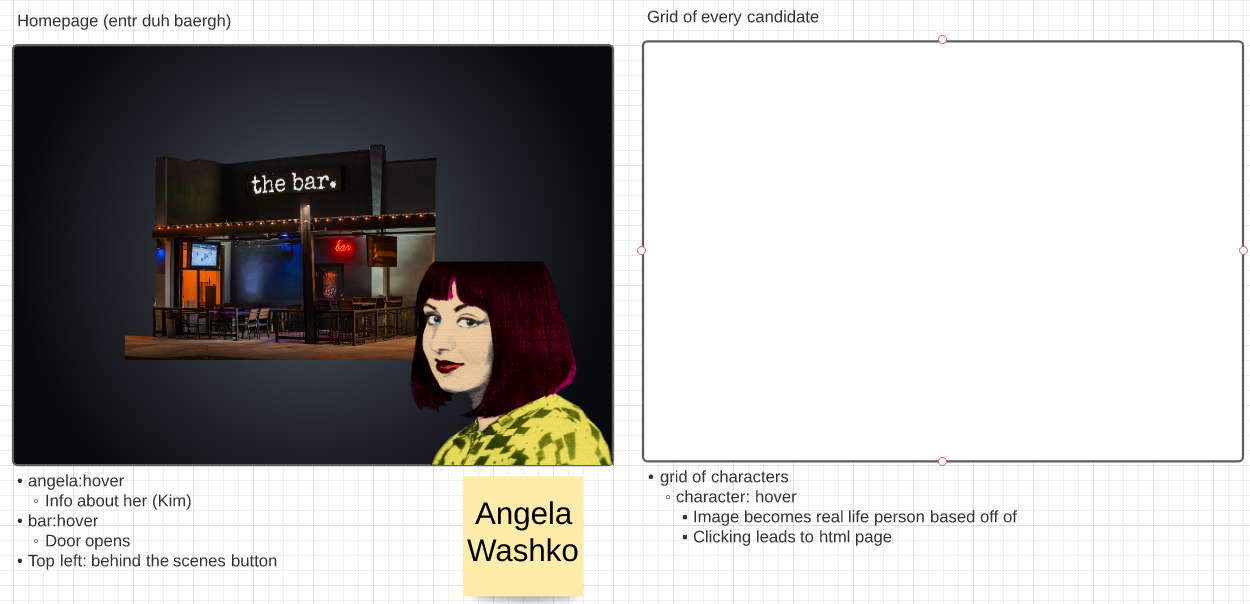 Homepage (entr duh baergh)
the bar.
bar
• angela:hover
◦ Info about her (Kim)
• bar:hover
◦ Door opens
• Top left: behind the scenes button
Angela
Washko
Grid of every candidate
• grid of characters
◦ character: hover
▪ Image becomes real life person based off of
▪ Clicking leads to html page